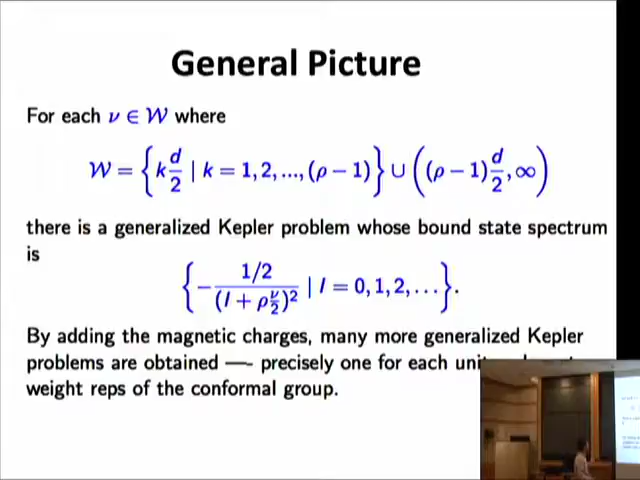 General Picture
For each ν ∈ W where
W = { k d/2 | k = 1, 2, ..., (ρ − 1) } ∪ ( (ρ − 1) d/2, ∞ )
there is a generalized Kepler problem whose bound state spectrum
is
{ − 1/2 / (l + ρ ν/2)² | l = 0, 1, 2, ... }.
By adding the magnetic charges, many more generalized Kepler
problems are obtained — precisely one for each
weight reps of the conformal group.